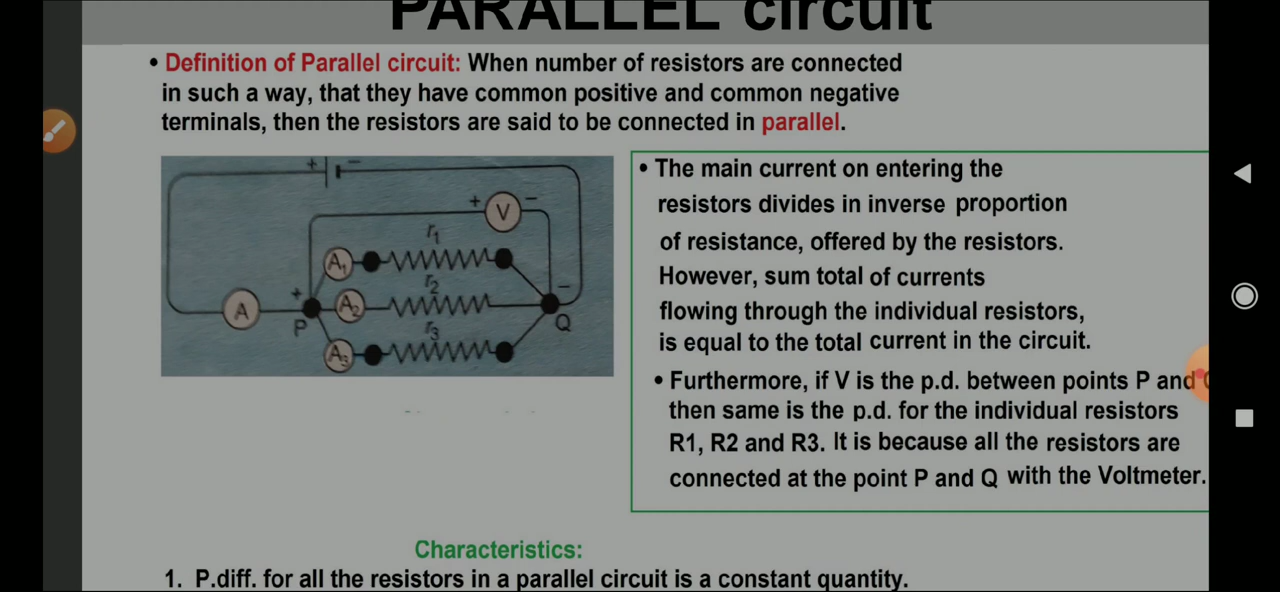 PARALLEL circuit
• Definition of Parallel circuit: When number of resistors are connected
in such a way, that they have common positive and common negative
terminals, then the resistors are said to be connected in parallel.
+ −
+ V −
r1
A1
r2
+ −
A A2
P Q
r3
A3
• The main current on entering the
resistors divides in inverse proportion
of resistance, offered by the resistors.
However, sum total of currents
flowing through the individual resistors,
is equal to the total current in the circuit.
• Furthermore, if V is the p.d. between points P and
then same is the p.d. for the individual resistors
R1, R2 and R3. It is because all the resistors are
connected at the point P and Q with the Voltmeter.
Characteristics:
1. P.diff. for all the resistors in a parallel circuit is a constant quantity.